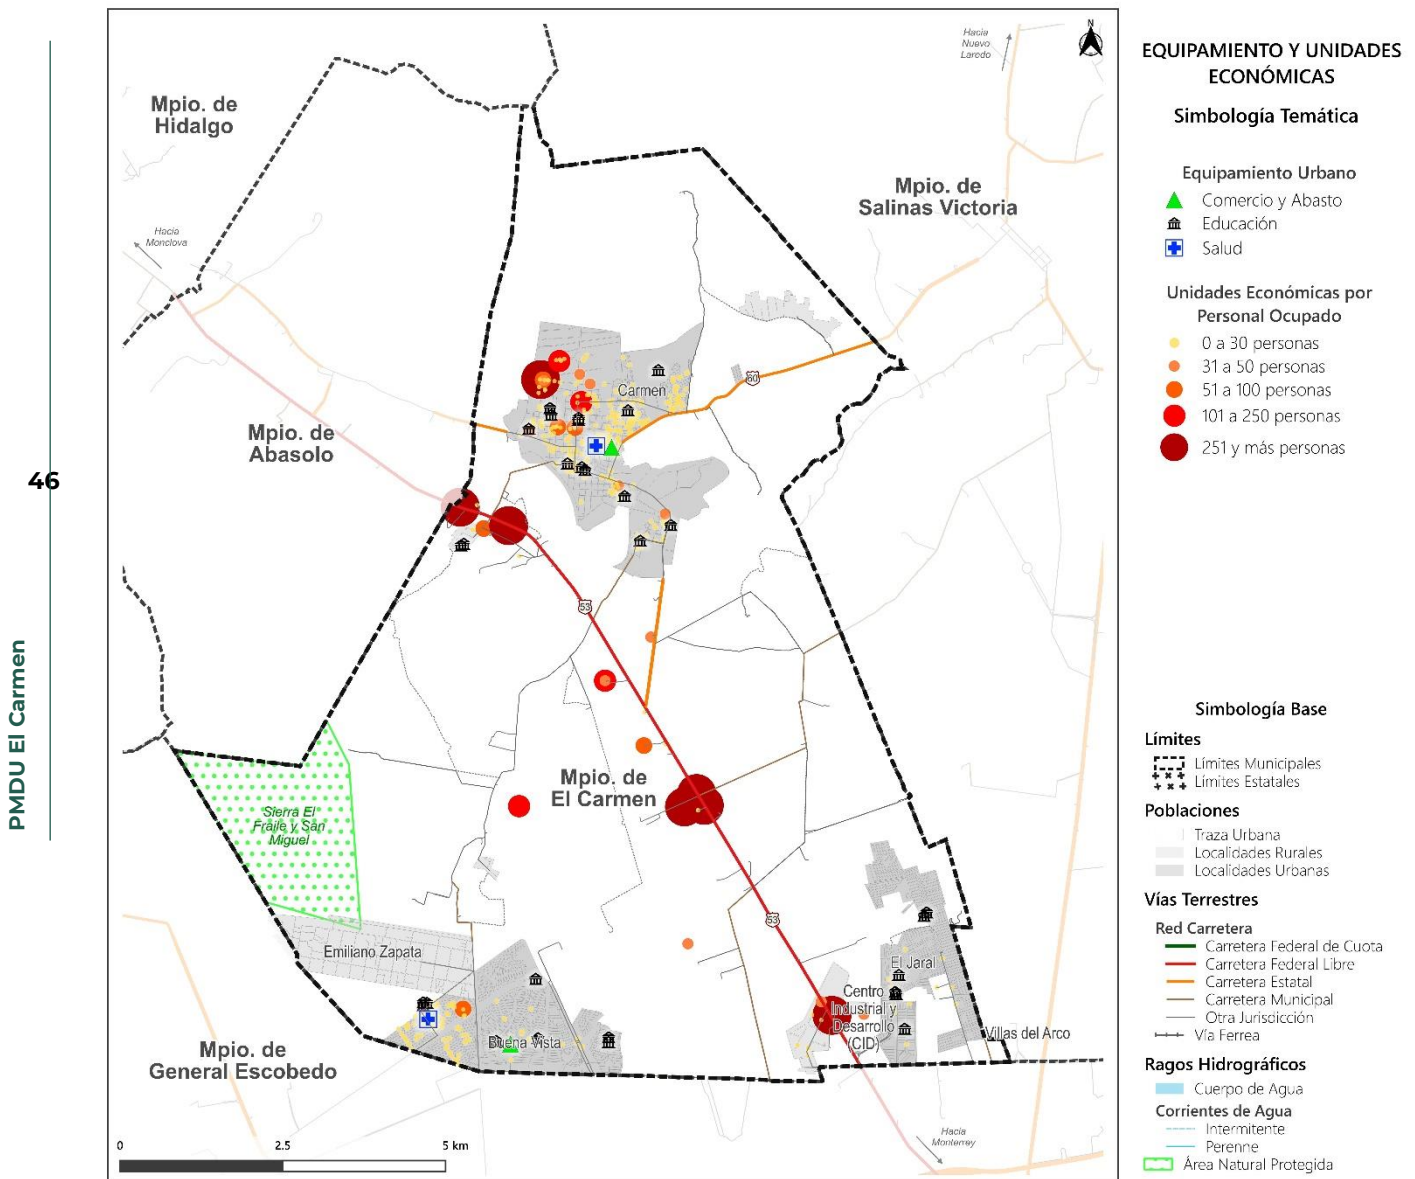 46
PMDU El Carmen
N
Hacia
Nuevo
Laredo
Mpio. de
Hidalgo
Mpio. de
Salinas Victoria
Hacia
Monclova
60
Carmen
Mpio. de
Abasolo
53
Mpio. de
El Carmen
Sierra El
Fraile y San
Miguel
53
Emiliano Zapata
El Jaral
Centro
Industrial y
Desarrollo
(CID)
Villas del Arco
Buena Vista
Mpio. de
General Escobedo
Hacia
Monterrey
0 2.5 5 km
EQUIPAMIENTO Y UNIDADES
ECONÓMICAS
Simbología Temática
Equipamiento Urbano
Comercio y Abasto
Educación
Salud
Unidades Económicas por
Personal Ocupado
0 a 30 personas
31 a 50 personas
51 a 100 personas
101 a 250 personas
251 y más personas
Simbología Base
Límites
Límites Municipales
Límites Estatales
Poblaciones
Traza Urbana
Localidades Rurales
Localidades Urbanas
Vías Terrestres
Red Carretera
Carretera Federal de Cuota
Carretera Federal Libre
Carretera Estatal
Carretera Municipal
Otra Jurisdicción
Vía Ferrea
Ragos Hidrográficos
Cuerpo de Agua
Corrientes de Agua
Intermitente
Perenne
Área Natural Protegida